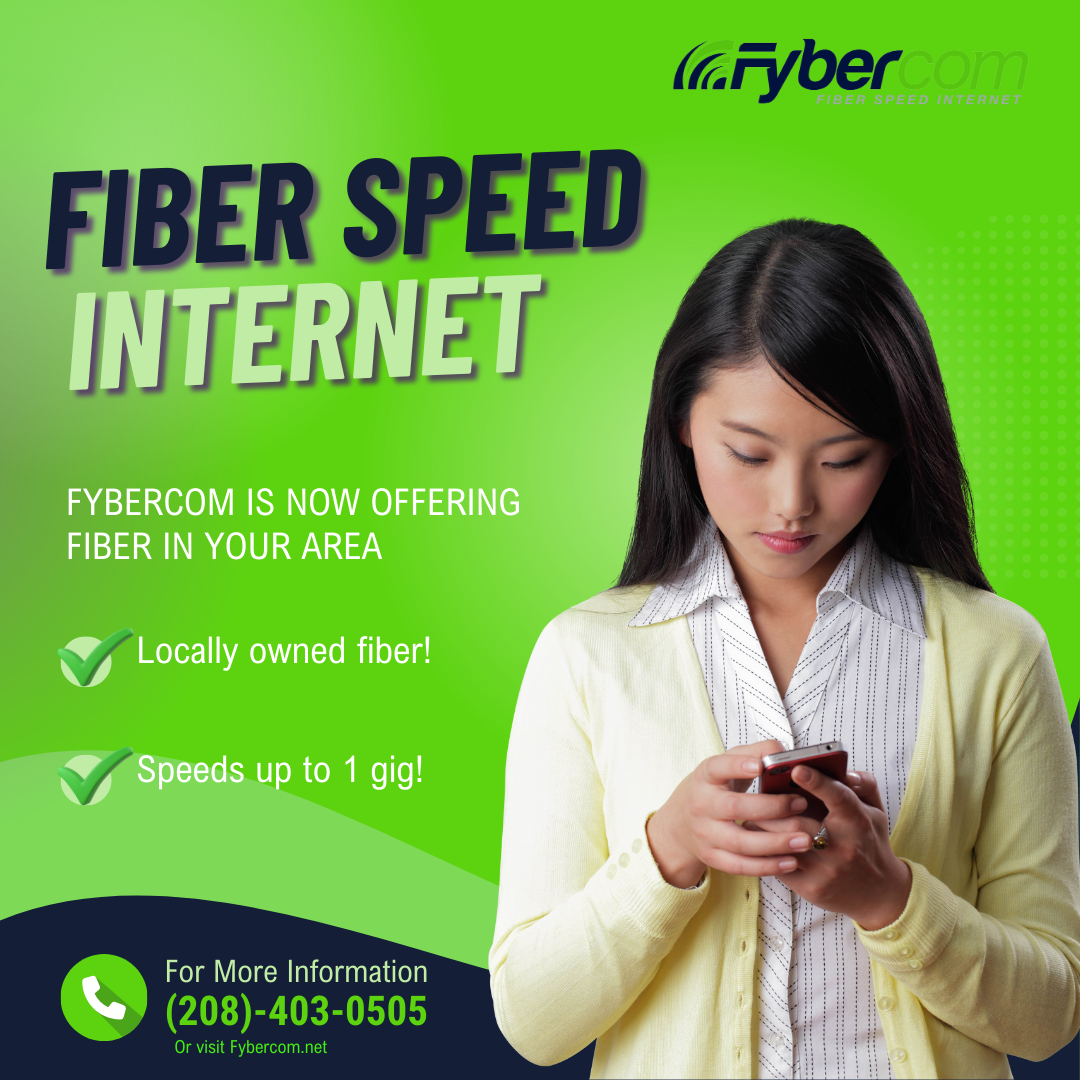 Fybercom
FIBER SPEED INTERNET
FIBER SPEED
INTERNET
FYBERCOM IS NOW OFFERING
FIBER IN YOUR AREA
Locally owned fiber!
Speeds up to 1 gig!
For More Information
(208)-403-0505
Or visit Fybercom.net